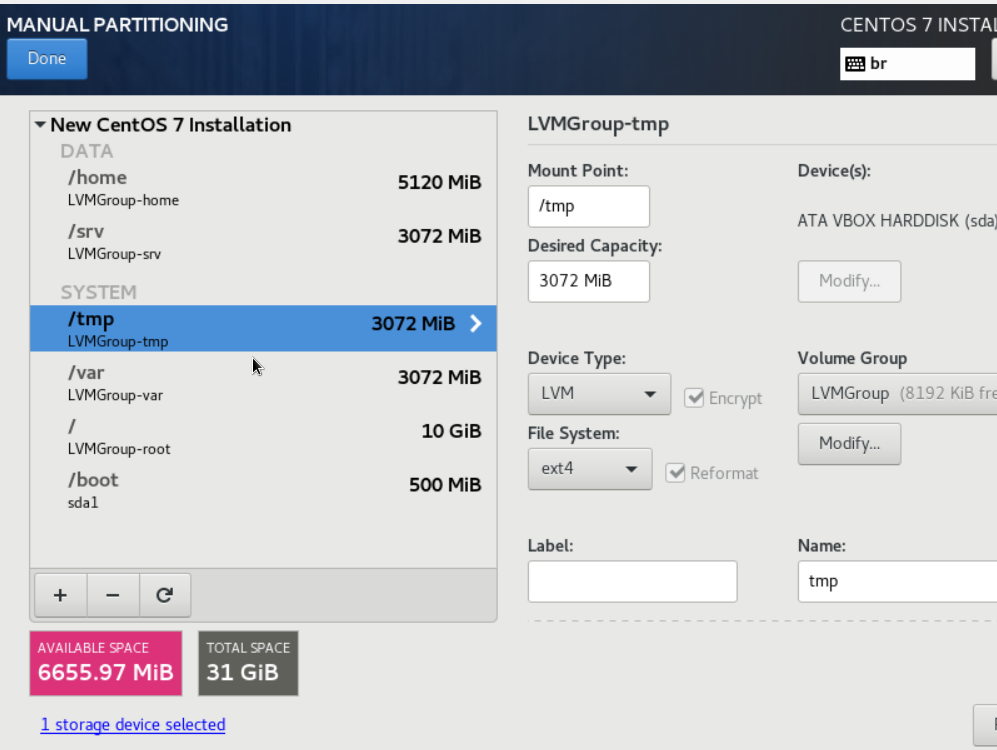 MANUAL PARTITIONING
CENTOS 7 INSTAL
Done
br
New CentOS 7 Installation
DATA
/home
5120 MiB
LVMGroup-home
/srv
3072 MiB
LVMGroup-srv
SYSTEM
/tmp
3072 MiB
LVMGroup-tmp
/var
3072 MiB
LVMGroup-var
/
10 GiB
LVMGroup-root
/boot
500 MiB
sda1
+ −
AVAILABLE SPACE
6655.97 MiB
TOTAL SPACE
31 GiB
1 storage device selected
LVMGroup-tmp
Mount Point:
/tmp
Desired Capacity:
3072 MiB
Device(s):
ATA VBOX HARDDISK (sda)
Modify...
Device Type:
LVM
Encrypt
File System:
ext4
Reformat
Volume Group
LVMGroup (8192 KiB fre
Modify...
Label:
Name:
tmp